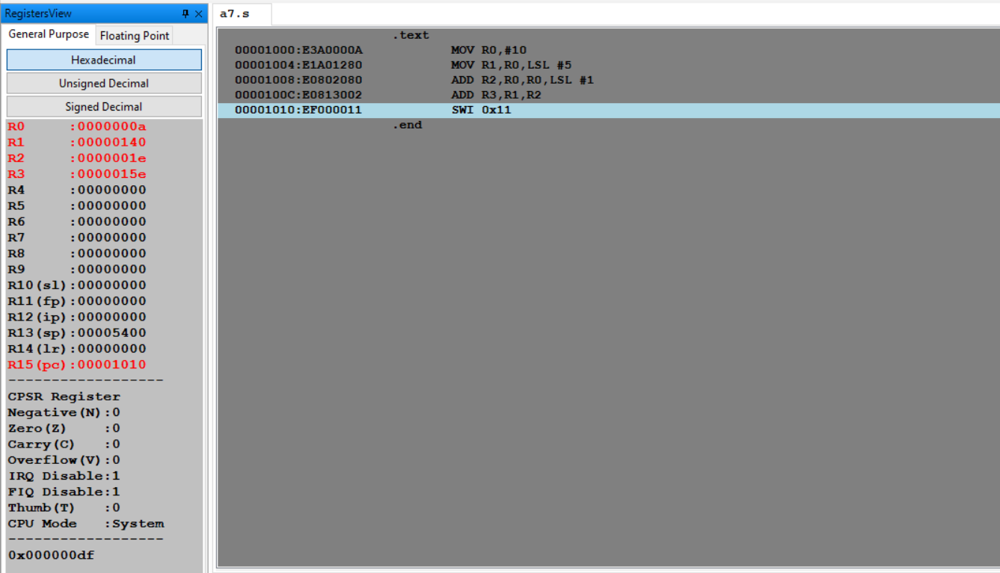 RegistersView
General Purpose Floating Point
Hexadecimal
Unsigned Decimal
Signed Decimal
R0 :0000000a
R1 :00000140
R2 :0000001e
R3 :0000015e
R4 :00000000
R5 :00000000
R6 :00000000
R7 :00000000
R8 :00000000
R9 :00000000
R10(sl):00000000
R11(fp):00000000
R12(ip):00000000
R13(sp):00005400
R14(lr):00000000
R15(pc):00001010
-------------------
CPSR Register
Negative(N):0
Zero(Z) :0
Carry(C) :0
Overflow(V):0
IRQ Disable:1
FIQ Disable:1
Thumb(T) :0
CPU Mode :System
-------------------
0x000000df
a7.s
.text
00001000:E3A0000A MOV R0,#10
00001004:E1A01280 MOV R1,R0,LSL #5
00001008:E0802080 ADD R2,R0,R0,LSL #1
0000100C:E0813002 ADD R3,R1,R2
00001010:EF000011 SWI 0x11
.end